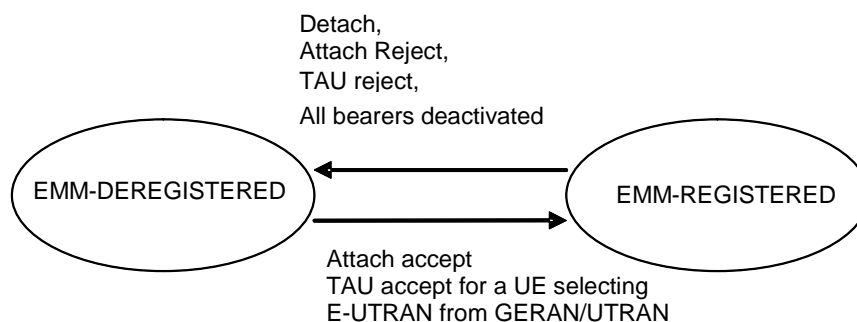 Detach,
Attach Reject,
TAU reject,
All bearers deactivated
EMM-DEREGISTERED
EMM-REGISTERED
Attach accept
TAU accept for a UE selecting
E-UTRAN from GERAN/UTRAN